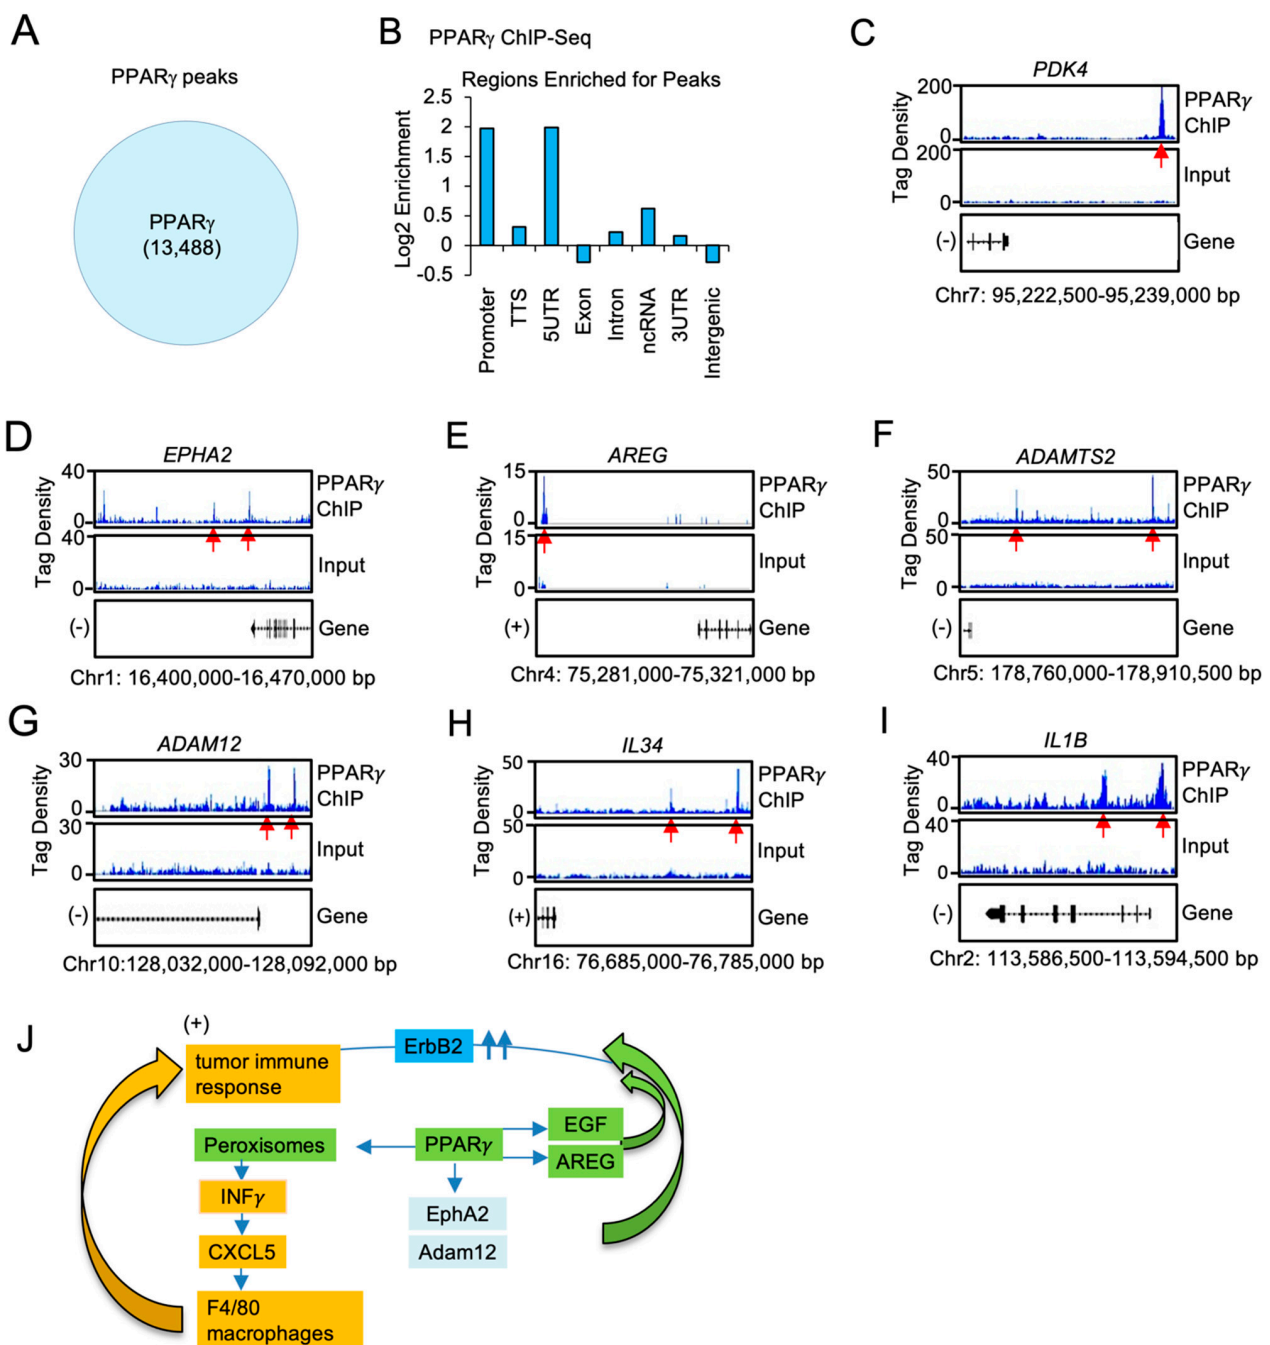 A
PPARγ peaks
PPARγ
(13,488)
B
PPARγ ChIP-Seq
Regions Enriched for Peaks
Log2 Enrichment
2.5
2
1.5
1
0.5
0
-0.5
Promoter
TTS
5UTR
Exon
Intron
ncRNA
3UTR
Intergenic
C
PDK4
Tag Density
200
0
PPARγ
ChIP
200
0
Input
(-)
Gene
Chr7: 95,222,500-95,239,000 bp
D
EPHA2
Tag Density
40
0
PPARγ
ChIP
40
0
Input
(-)
Gene
Chr1: 16,400,000-16,470,000 bp
E
AREG
Tag Density
15
0
PPARγ
ChIP
15
0
Input
(+)
Gene
Chr4: 75,281,000-75,321,000 bp
F
ADAMTS2
Tag Density
50
0
PPARγ
ChIP
50
0
Input
(-)
Gene
Chr5: 178,760,000-178,910,500 bp
G
ADAM12
Tag Density
30
0
PPARγ
ChIP
30
0
Input
(-)
Gene
Chr10:128,032,000-128,092,000 bp
H
IL34
Tag Density
50
0
PPARγ
ChIP
50
0
Input
(+)
Gene
Chr16: 76,685,000-76,785,000 bp
I
IL1B
Tag Density
40
0
PPARγ
ChIP
40
0
Input
(-)
Gene
Chr2: 113,586,500-113,594,500 bp
J
(+)
tumor immune
response
ErbB2
Peroxisomes
PPARγ
EGF
AREG
INFγ
EphA2
CXCL5
Adam12
F4/80
macrophages